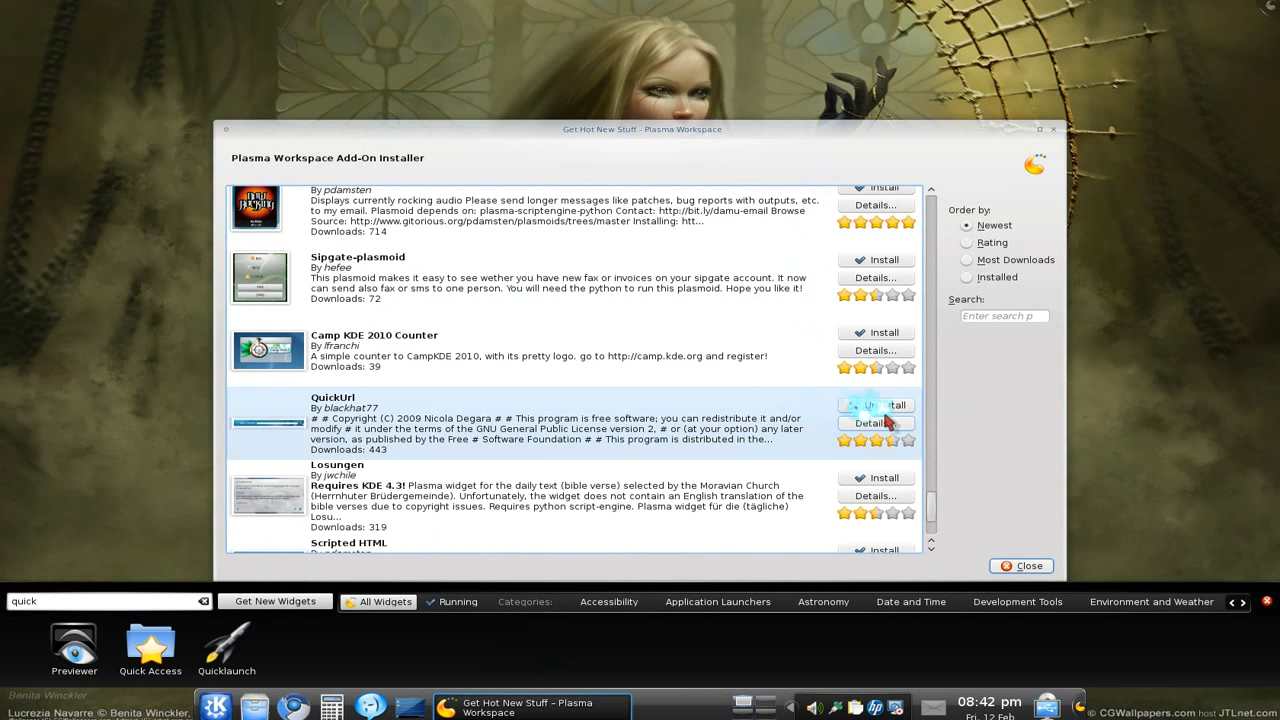 Get Hot New Stuff – Plasma Workspace
Plasma Workspace Add-On Installer
By pdamsten
Displays currently rocking audio Please send longer messages like patches, bug reports with outputs, etc.
to my email. Plasmoid depends on: plasma-scriptengine-python Contact: http://bit.ly/damu-email Browse
Source: http://www.gitorious.org/pdamsten/plasmoids/trees/master Installing: htt...
Downloads: 714
Install
Details...
Sipgate-plasmoid
By hefee
This plasmoid makes it easy to see wether you have new fax or invoices on your sipgate account. It now
can send also fax or sms to one person. You will need the python to run this plasmoid. Hope you like it!
Downloads: 72
Install
Details...
Camp KDE 2010 Counter
By lfranchi
A simple counter to CampKDE 2010, with its pretty logo. go to http://camp.kde.org and register!
Downloads: 39
Install
Details...
QuickUrl
By blackhat77
# # Copyright (C) 2009 Nicola Degara # # This program is free software; you can redistribute it and/or
modify # it under the terms of the GNU General Public License version 2, # or (at your option) any later
version, as published by the Free # Software Foundation # # This program is distributed in the...
Downloads: 443
Uninstall
Details...
Losungen
By jwchile
Requires KDE 4.3! Plasma widget for the daily text (bible verse) selected by the Moravian Church
(Herrnhuter Brüdergemeinde). Unfortunately, the widget does not contain an English translation of the
bible verses due to copyright issues. Requires python script-engine. Plasma widget für die (tägliche)
Losu...
Downloads: 319
Install
Details...
Scripted HTML
By pdamsten
Install
Order by:
Newest
Rating
Most Downloads
Installed
Search:
Enter search p
Close
quick
Get New Widgets
All Widgets
Running
Categories:
Accessibility
Application Launchers
Astronomy
Date and Time
Development Tools
Environment and Weather
Previewer
Quick Access
Quicklaunch
Benita Winckler
Lucrezia Navarre © Benita Winckler,
Get Hot New Stuff – Plasma
Workspace
08:42 pm
Fri, 12 Feb
© CGWallpapers.com host JTLnet.com